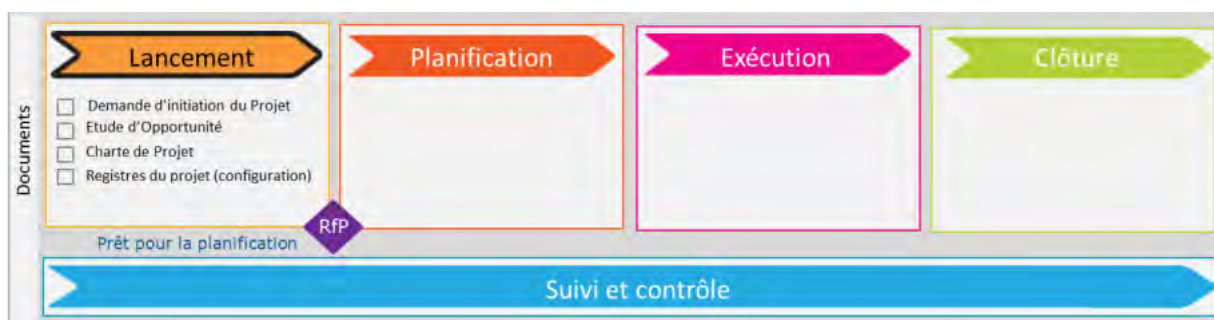 Lancement
Planification
Exécution
Clôture
Documents
Demande d'initiation du Projet
Etude d'Opportunité
Charte de Projet
Registres du projet (configuration)
RfP
Prêt pour la planification
Suivi et contrôle